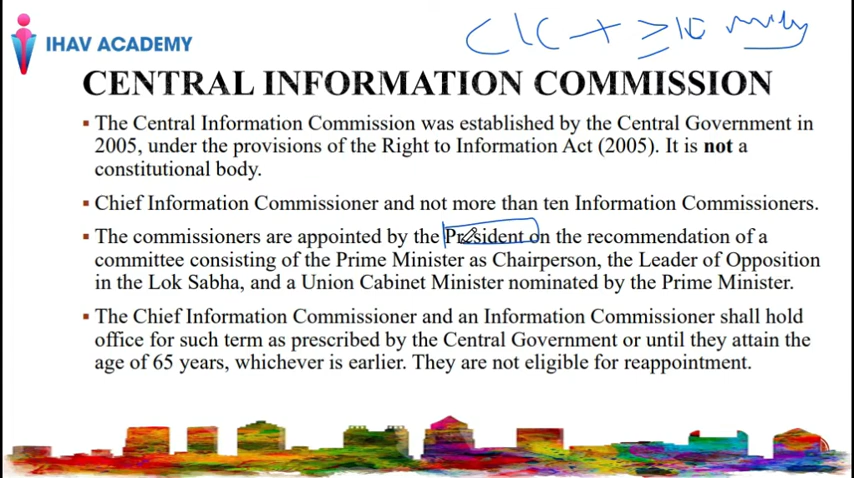 IHAV ACADEMY
CIC + ≥ 10
CENTRAL INFORMATION COMMISSION
▪ The Central Information Commission was established by the Central Government in
2005, under the provisions of the Right to Information Act (2005). It is not a
constitutional body.
▪ Chief Information Commissioner and not more than ten Information Commissioners.
▪ The commissioners are appointed by the President on the recommendation of a
committee consisting of the Prime Minister as Chairperson, the Leader of Opposition
in the Lok Sabha, and a Union Cabinet Minister nominated by the Prime Minister.
▪ The Chief Information Commissioner and an Information Commissioner shall hold
office for such term as prescribed by the Central Government or until they attain the
age of 65 years, whichever is earlier. They are not eligible for reappointment.